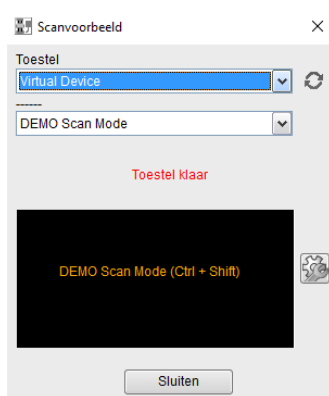 Scanvoorbeeld
Toestel
Virtual Device
------
DEMO Scan Mode
Toestel klaar
DEMO Scan Mode (Ctrl + Shift)
Sluiten